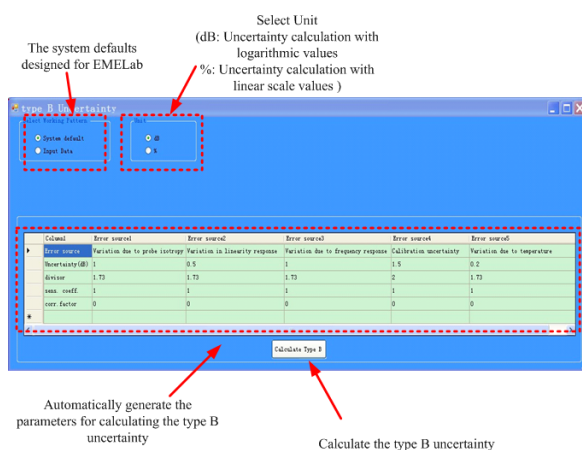 Select Unit
(dB: Uncertainty calculation with
logarithmic values
%: Uncertainty calculation with
linear scale values )
The system defaults
designed for EMELab
type B Uncertainty
Select Working Pattern
Unit
System default
dB
Input Data
%
Column1 Error source1 Error source2 Error source3 Error source4 Error source5
Error source Variation due to probe isotropy Variation in linearity response Variation due to frequency response Calibration uncertainty Variation due to temperature
Uncertainty(dB) 1 0.5 1 1.5 0.2
divisor 1.73 1.73 1.73 2 1.73
sens. coeff. 1 1 1 1 1
corr.factor 0 0 0 0 0
Calculate Type B
Automatically generate the
parameters for calculating the type B
uncertainty
Calculate the type B uncertainty